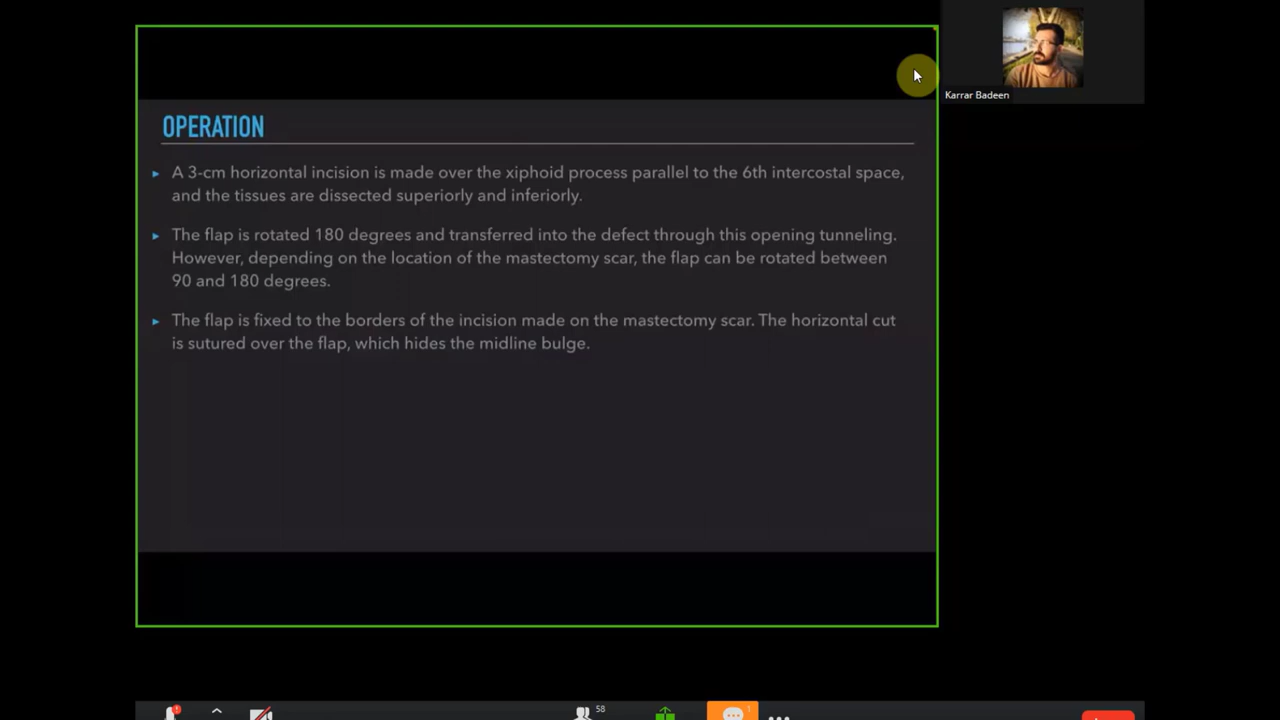 Karrar Badeen
OPERATION
▸ A 3-cm horizontal incision is made over the xiphoid process parallel to the 6th intercostal space,
and the tissues are dissected superiorly and inferiorly.
▸ The flap is rotated 180 degrees and transferred into the defect through this opening tunneling.
However, depending on the location of the mastectomy scar, the flap can be rotated between
90 and 180 degrees.
▸ The flap is fixed to the borders of the incision made on the mastectomy scar. The horizontal cut
is sutured over the flap, which hides the midline bulge.
58
1